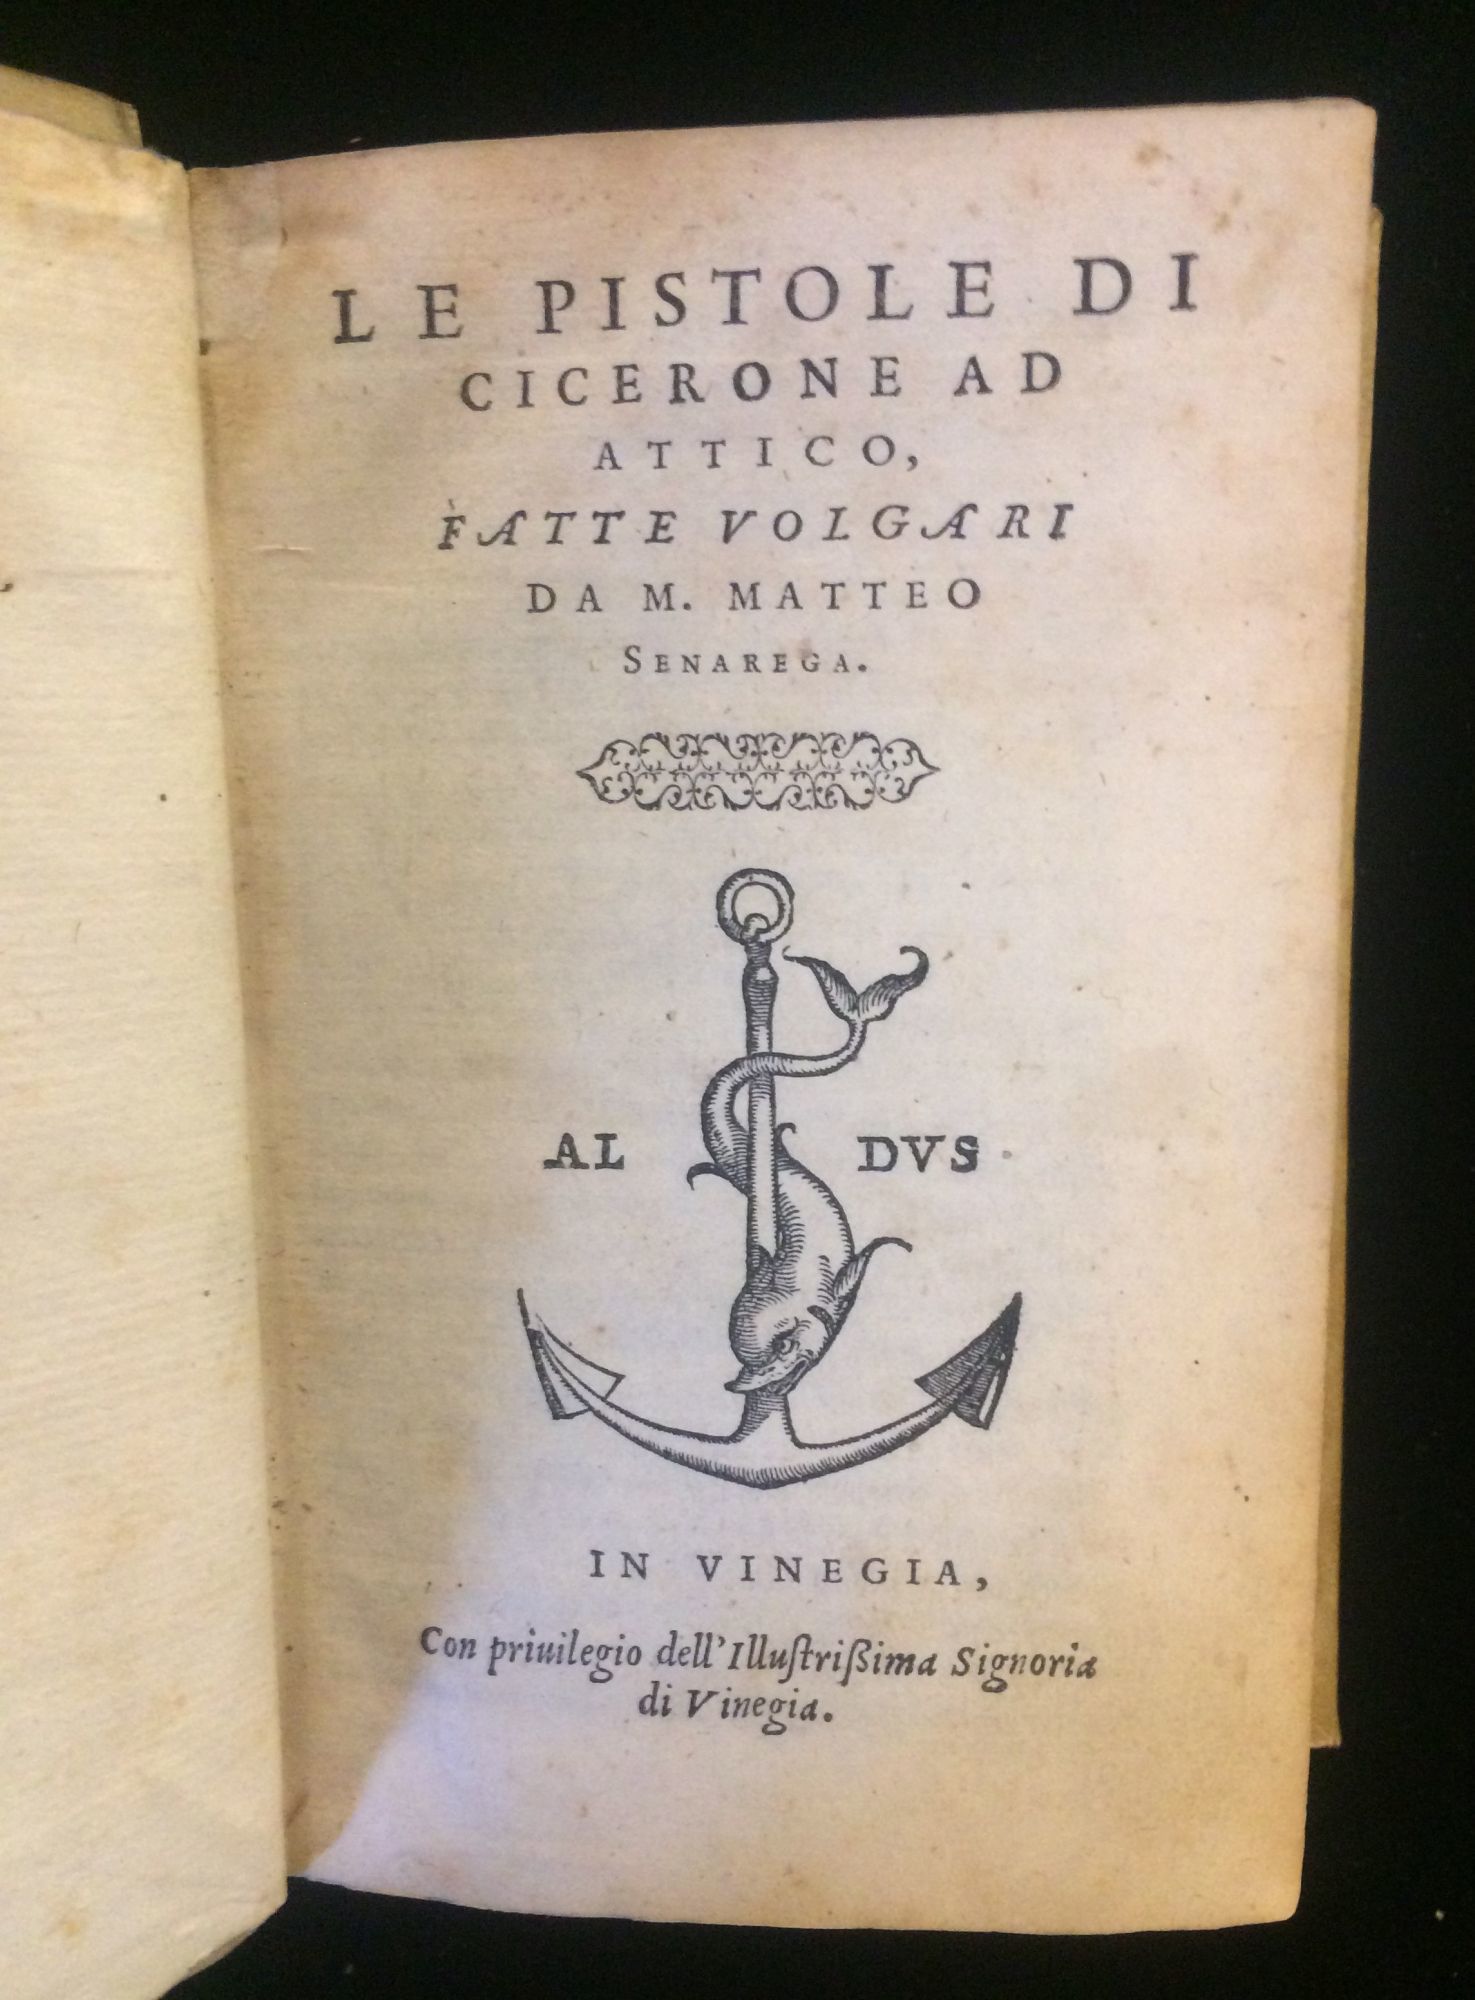 LE PISTOLE DI
CICERONE AD
ATTICO,
FATTE VOLGARI
DA M. MATTEO
SENAREGA.
AL DVS
IN VINEGIA,
Con priuilegio dell'Illuſtriſſima Signoria
di Vinegia.